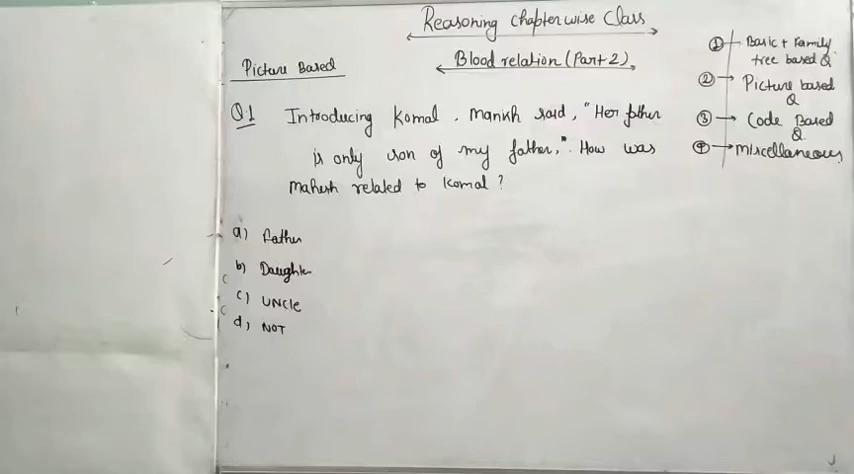 Reasoning Chapterwise Class
Blood relation (Part 2)
Picture Based
Q1 Introducing Komal, Manish said, "Her father
is only son of my father,". How was
Mahesh related to Komal?
a) Father
b) Daughter
c) UNCLE
d) NOT
① Basic + Family
tree based Q
② → Picture based
Q
③ → Code Based
Q
④ → Miscellaneous